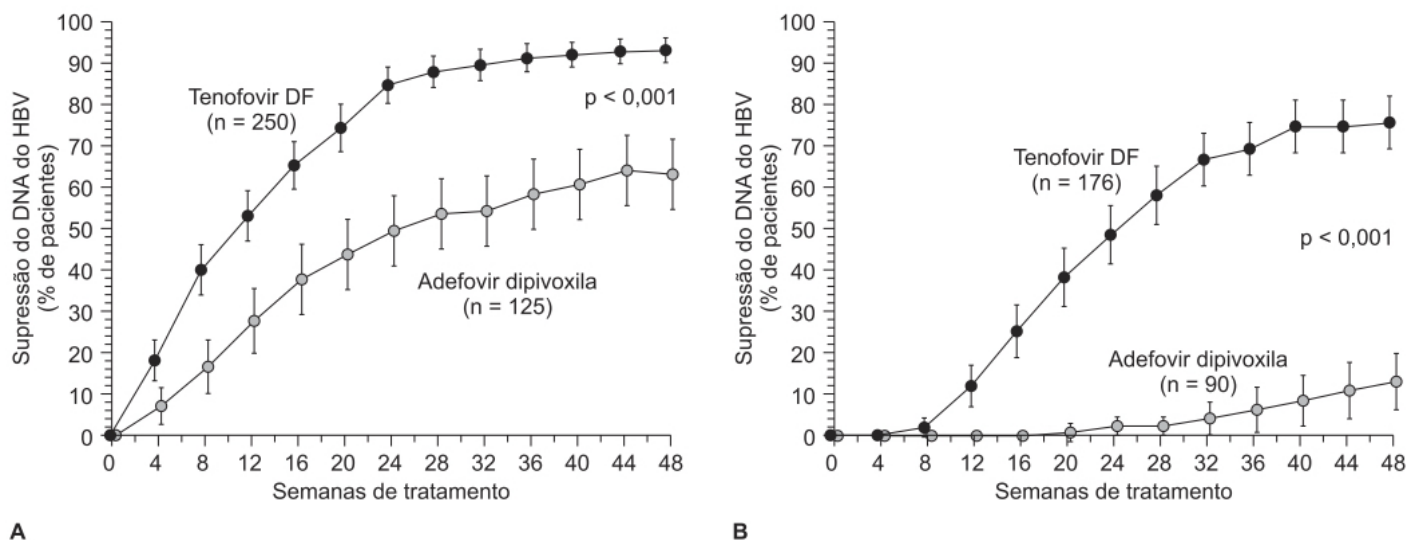 Supressão do DNA do HBV
(% de pacientes)
100
90
80
70
60
50
40
30
20
10
0
Tenofovir DF
(n = 250)
p < 0,001
Adefovir dipivoxila
(n = 125)
0 4 8 12 16 20 24 28 32 36 40 44 48
Semanas de tratamento
A
Supressão do DNA do HBV
(% de pacientes)
100
90
80
70
60
50
40
30
20
10
0
Tenofovir DF
(n = 176)
p < 0,001
Adefovir dipivoxila
(n = 90)
0 4 8 12 16 20 24 28 32 36 40 44 48
Semanas de tratamento
B